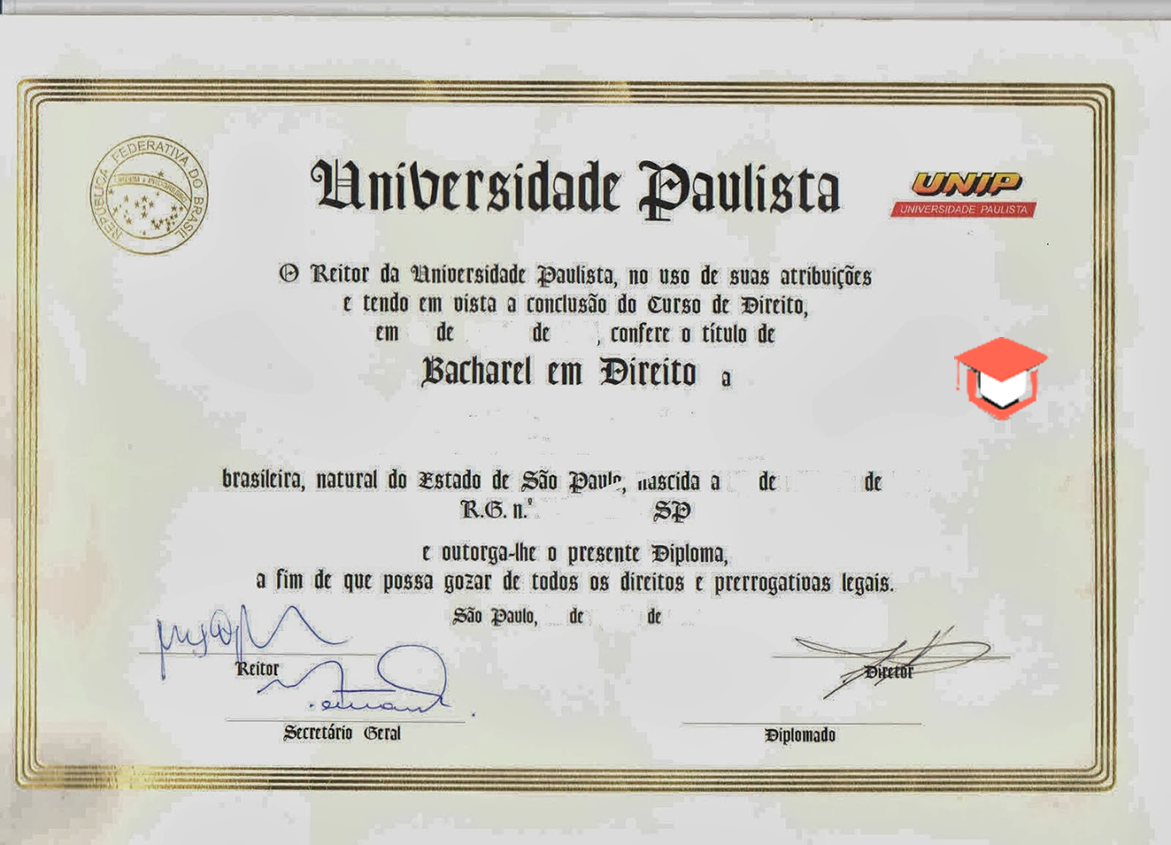 REPUBLICA FEDERATIVA DO BRASIL
Universidade Paulista
UNIP
UNIVERSIDADE PAULISTA
O Reitor da Universidade Paulista, no uso de suas atribuições
e tendo em vista a conclusão do Curso de Direito,
em de de , confere o título de
Bacharel em Direito a
brasileira, natural do Estado de São Paulo, nascida a de de
R.G. n.º SP
e outorga-lhe o presente Diploma,
a fim de que possa gozar de todos os direitos e prerrogativas legais.
São Paulo, de de
Reitor
Diretor
Secretário Geral
Diplomado